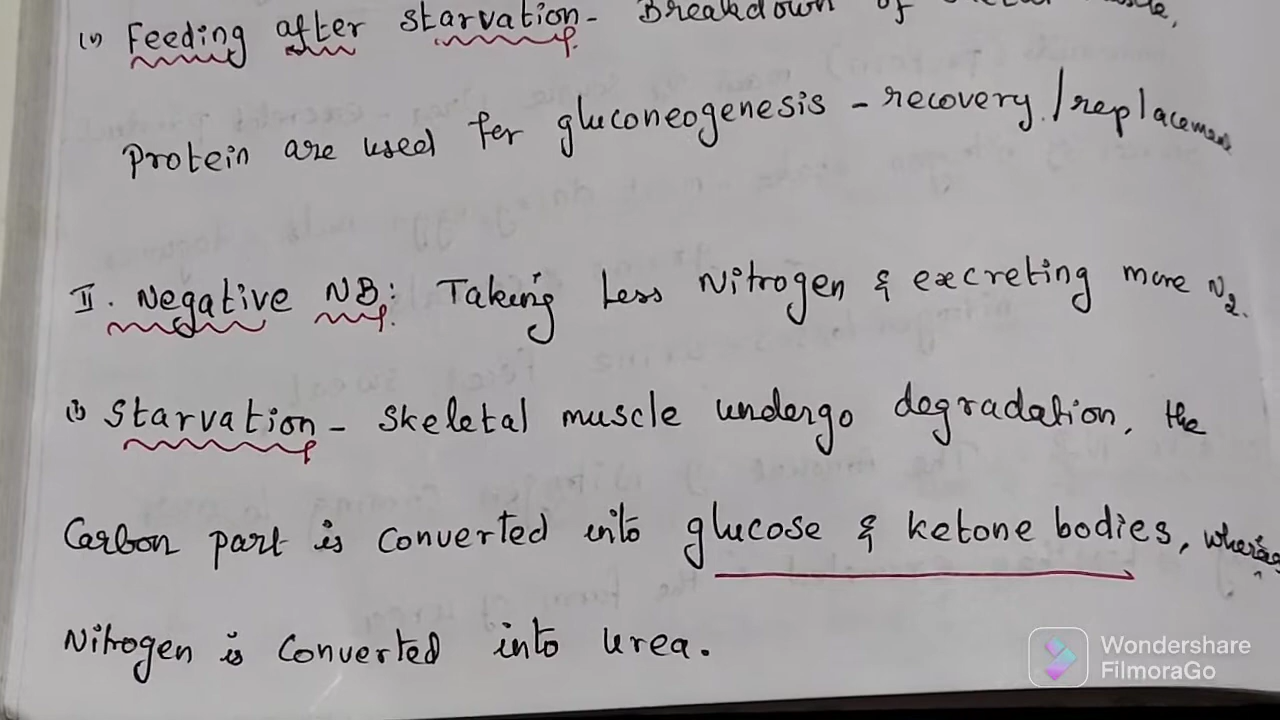 (v) Feeding after starvation - Breakdown of
Protein are used for gluconeogenesis - recovery/replacement
II. Negative NB: Taking Less Nitrogen & excreting more N2.
(i) Starvation - Skeletal muscle undergo degradation, the
Carbon part is converted into glucose & ketone bodies, whereas
Nitrogen is converted into urea.
Wondershare
FilmoraGo